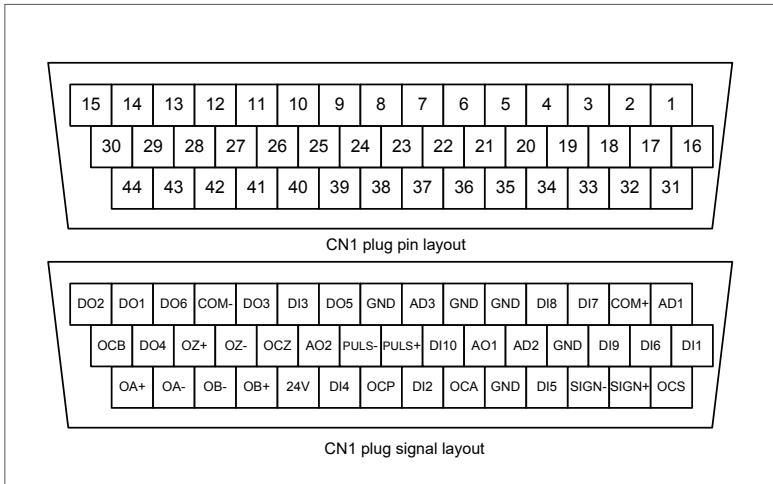 15 14 13 12 11 10 9 8 7 6 5 4 3 2 1
30 29 28 27 26 25 24 23 22 21 20 19 18 17 16
44 43 42 41 40 39 38 37 36 35 34 33 32 31
CN1 plug pin layout
DO2 DO1 DO6 COM- DO3 DI3 DO5 GND AD3 GND GND DI8 DI7 COM+ AD1
OCB DO4 OZ+ OZ- OCZ AO2 PULS- PULS+ DI10 AO1 AD2 GND DI9 DI6 DI1
OA+ OA- OB- OB+ 24V DI4 OCP DI2 OCA GND DI5 SIGN- SIGN+ OCS
CN1 plug signal layout